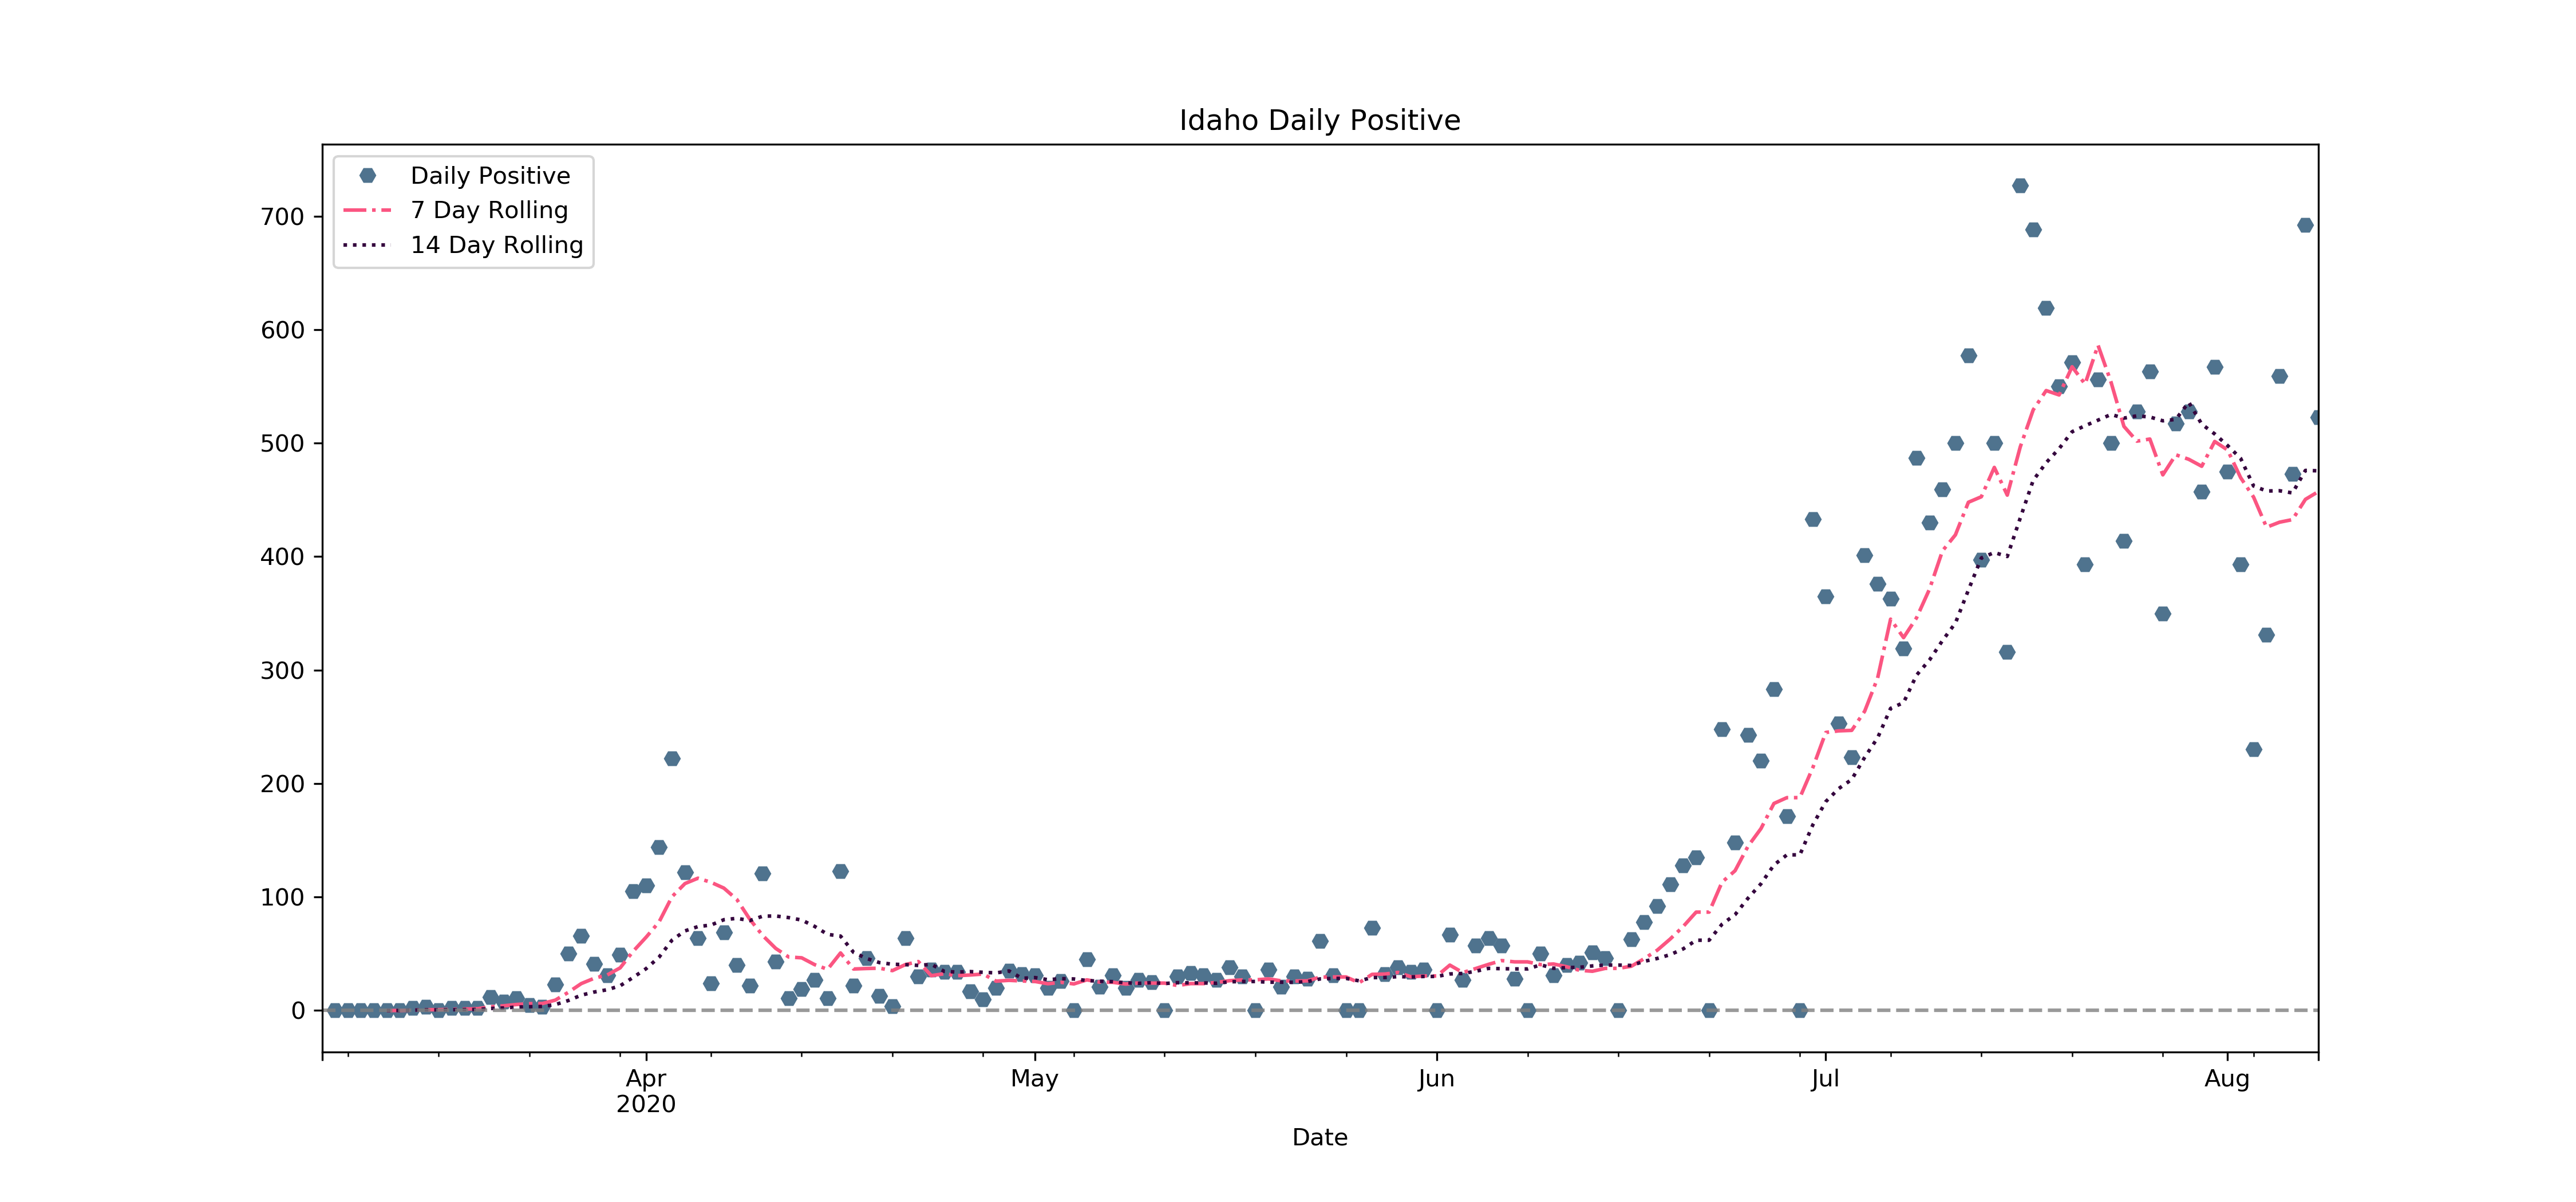 Idaho Daily Positive
Daily Positive
7 Day Rolling
14 Day Rolling
700
600
500
400
300
200
100
0
Apr
2020
May
Jun
Jul
Aug
Date